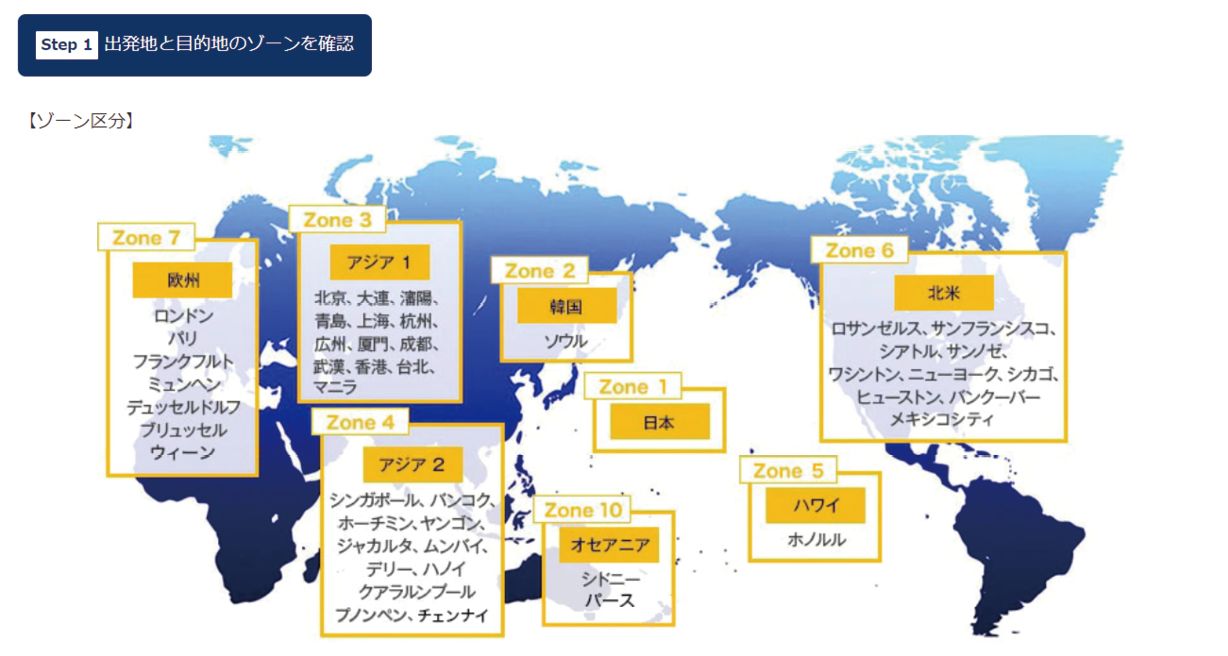 Step 1 出発地と目的地のゾーンを確認
【ゾーン区分】
Zone 7
欧州
ロンドン
パリ
フランクフルト
ミュンヘン
デュッセルドルフ
ブリュッセル
ウィーン
Zone 3
アジア 1
北京、大連、瀋陽、
青島、上海、杭州、
広州、厦門、成都、
武漢、香港、台北、
マニラ
Zone 2
韓国
ソウル
Zone 1
日本
Zone 4
アジア 2
シンガポール、バンコク、
ホーチミン、ヤンゴン、
ジャカルタ、ムンバイ、
デリー、ハノイ
クアラルンプール
プノンペン、チェンナイ
Zone 10
オセアニア
シドニー
パース
Zone 5
ハワイ
ホノルル
Zone 6
北米
ロサンゼルス、サンフランシスコ、
シアトル、サンノゼ、
ワシントン、ニューヨーク、シカゴ、
ヒューストン、バンクーバー
メキシコシティ